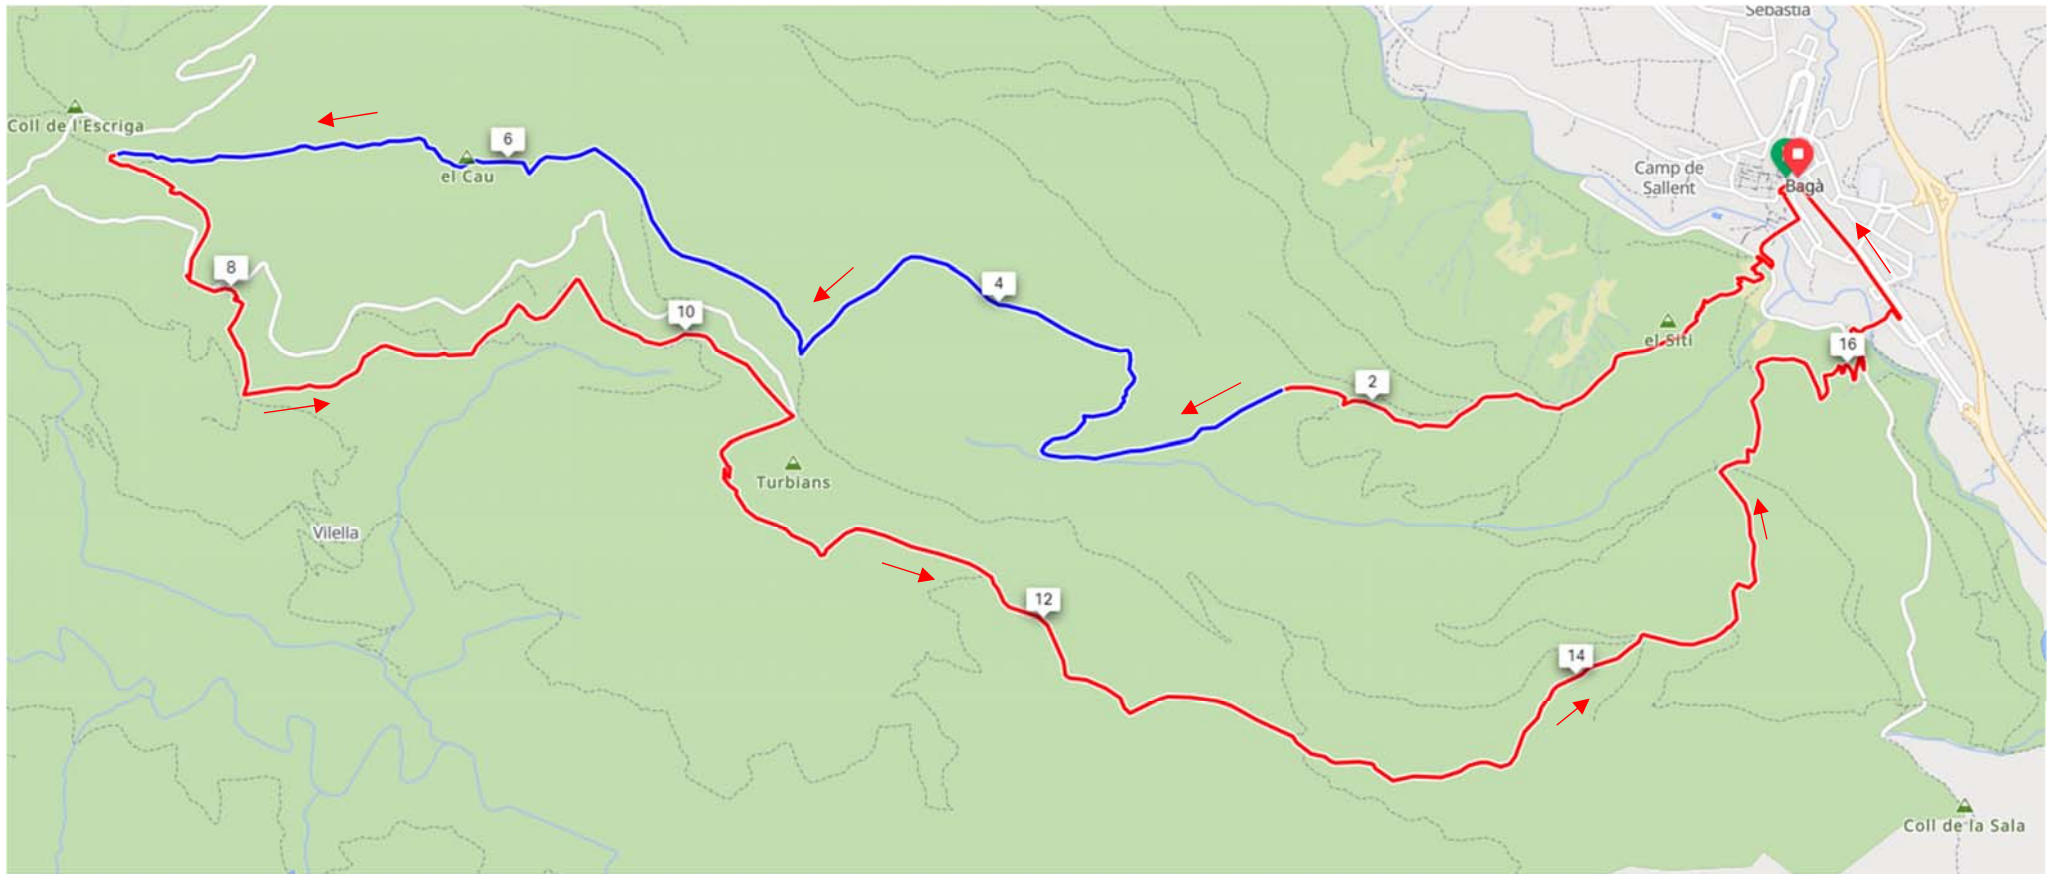 Sebastià
Coll de l'Escriga
6
el Cau
Camp de
Sallent
Bagà
8
4
10
el Siti
16
2
Turbians
Vilella
12
14
Coll de la Sala